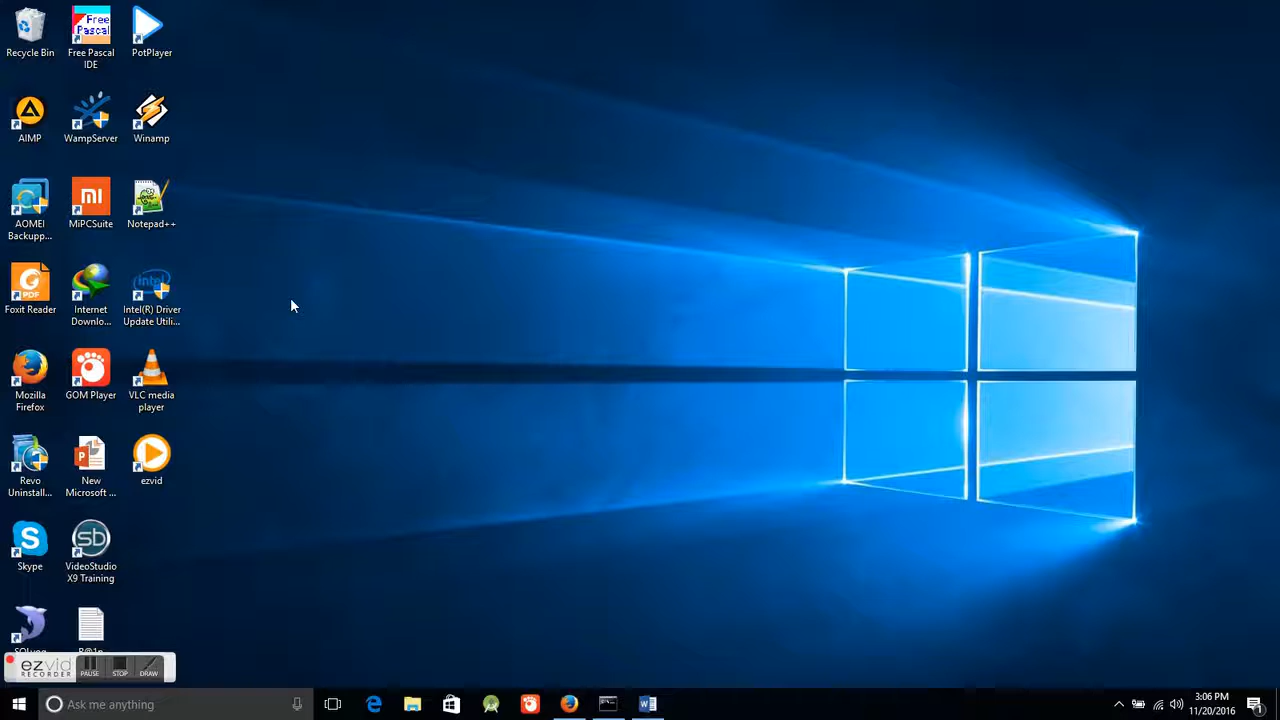 Recycle Bin
Free Pascal
Free Pascal IDE
PotPlayer
AIMP
WampServer
Winamp
AOMEI Backupp...
mi
MiPCSuite
Notepad++
PDF
Foxit Reader
Internet Downlo...
intel
Intel(R) Driver Update Utili...
Mozilla Firefox
GOM Player
VLC media player
Revo Uninstall...
P
New Microsoft ...
ezvid
S
Skype
sb
VideoStudio X9 Training
ezvid
RECORDER
PAUSE
STOP
DRAW
Ask me anything
3:06 PM
11/20/2016
1